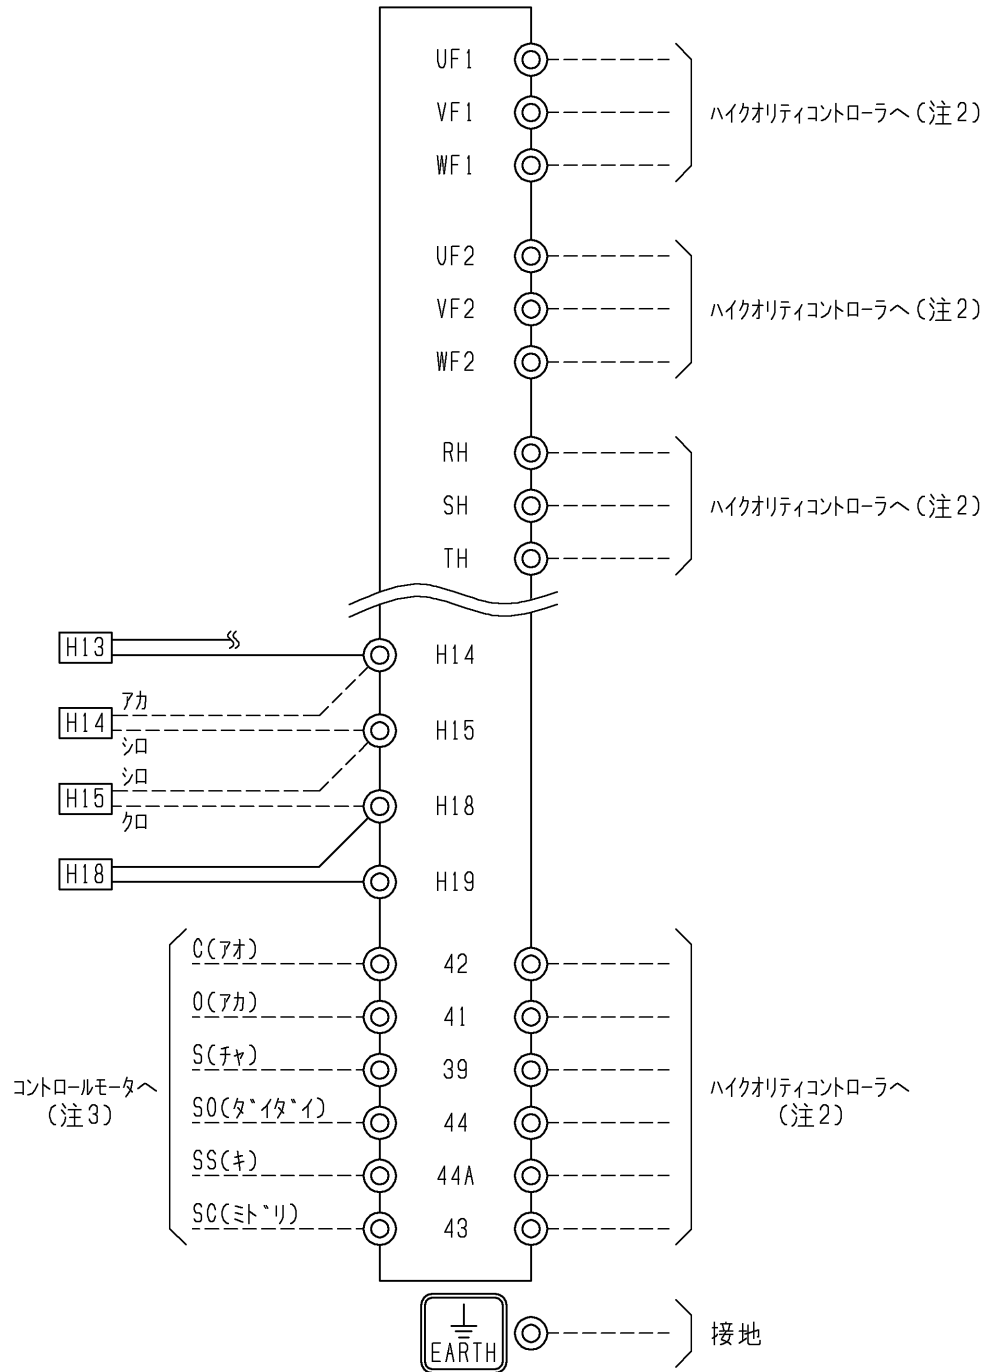 UF1
VF1
ハイクオリティコントローラへ(注2)
WF1
UF2
VF2
ハイクオリティコントローラへ(注2)
WF2
RH
SH
ハイクオリティコントローラへ(注2)
TH
H13
H14
アカ
H14
シロ
H15
シロ
H15
クロ
H18
H18
H19
C(アオ)
42
O(アカ)
41
S(チャ)
39
コントロールモータへ
(注3)
ハイクオリティコントローラへ
(注2)
SO(ダイダイ)
44
SS(キ)
44A
SC(ミドリ)
43
EARTH
接地